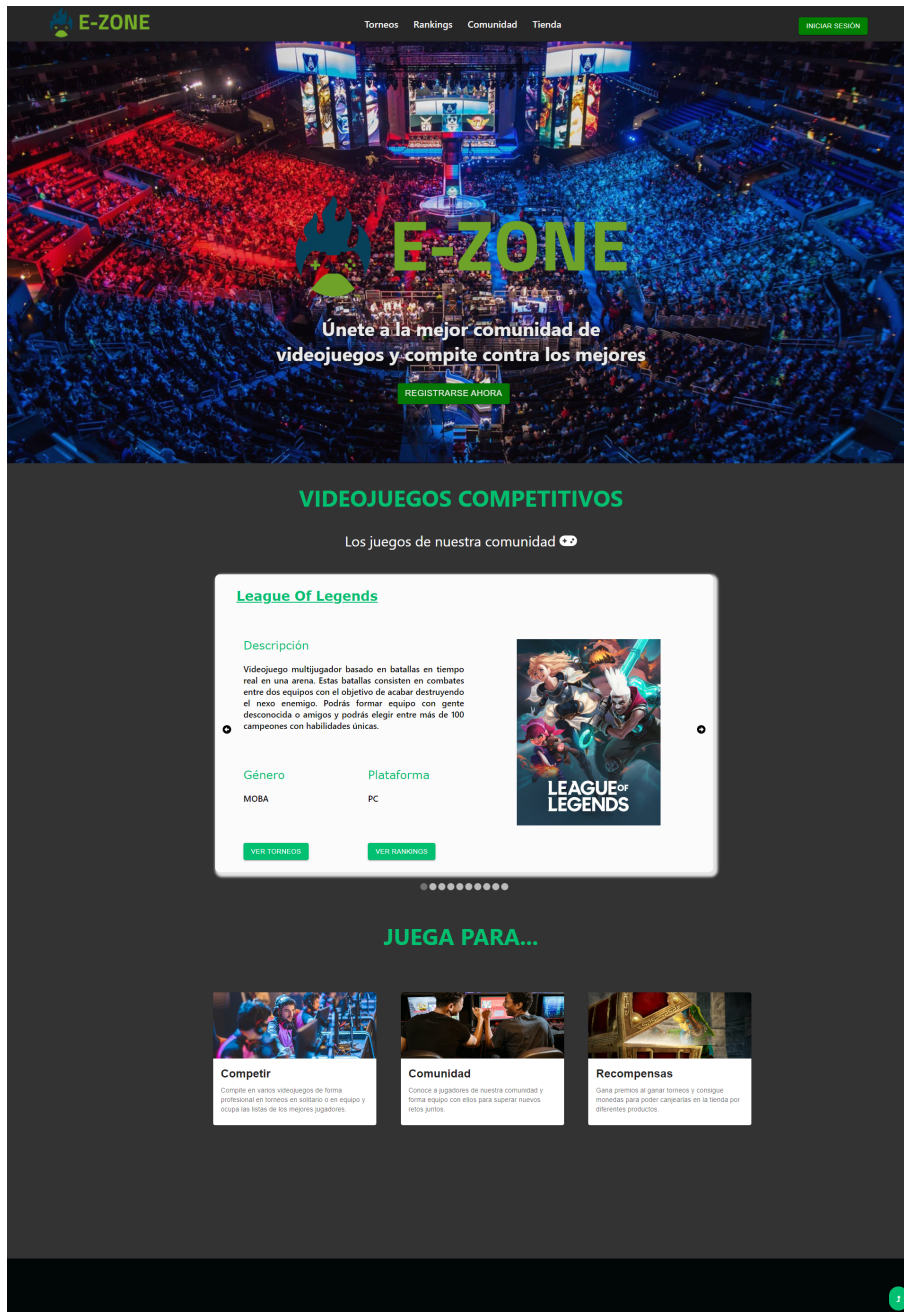 E-ZONE
Torneos Rankings Comunidad Tienda
INICIAR SESIÓN
E-ZONE
Únete a la mejor comunidad de
videojuegos y compite contra los mejores
REGISTRARSE AHORA
VIDEOJUEGOS COMPETITIVOS
Los juegos de nuestra comunidad
League Of Legends
Descripción
Videojuego multijugador basado en batallas en tiempo
real en una arena. Estas batallas consisten en combates
entre dos equipos con el objetivo de acabar destruyendo
el nexo enemigo. Podrás formar equipo con gente
desconocida o amigos y podrás elegir entre más de 100
campeones con habilidades únicas.
Género
MOBA
Plataforma
PC
VER TORNEOS
VER RANKINGS
LEAGUE OF
LEGENDS
JUEGA PARA...
Competir
Compite en varios videojuegos de forma
profesional en torneos en solitario o en equipo y
ocupa las listas de los mejores jugadores.
Comunidad
Conoce a jugadores de nuestra comunidad y
forma equipo con ellos para superar nuevos
retos juntos.
Recompensas
Gana premios al ganar torneos y consigue
monedas para poder canjearlas en la tienda por
diferentes productos.